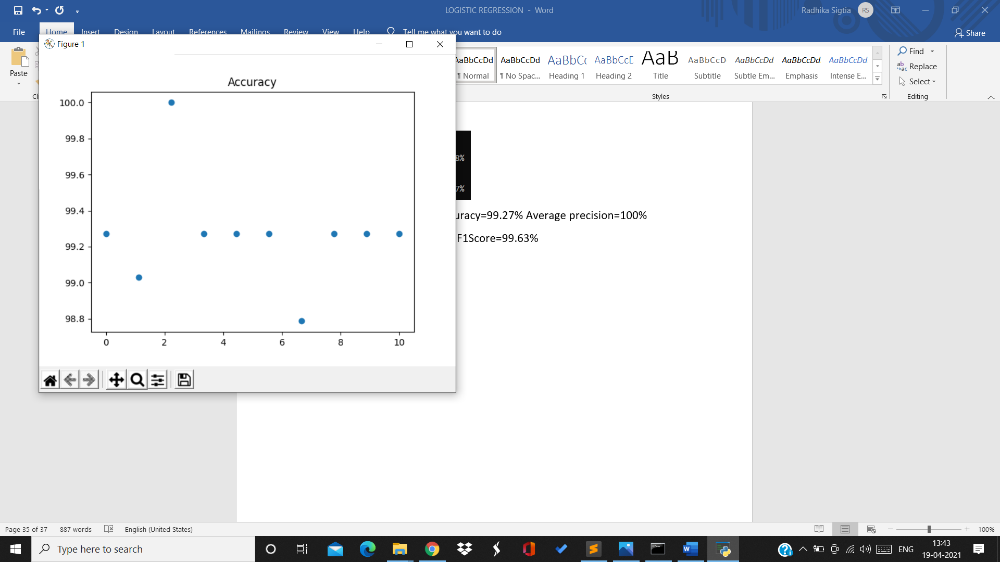 LOGISTIC REGRESSION - Word
Radhika Sigtia
RS
File
Home
Insert
Design
Layout
References
Mailings
Review
View
Help
Tell me what you want to do
Share
Figure 1
Paste
AaBbCcDd
AaBbCcDd
AaBbCcD
AaBbCcDd
AaBbCcDd
AaBbCcDd
¶ Normal
¶ No Spac...
Heading 1
Heading 2
Title
Subtitle
Subtle Em...
Emphasis
Intense E...
Styles
Find
Replace
Select
Editing
Accuracy
100.0
99.8
99.6
99.4
99.2
99.0
98.8
0 2 4 6 8 10
8%
7%
uracy=99.27% Average precision=100%
F1Score=99.63%
Page 35 of 37
887 words
English (United States)
100%
Type here to search
ENG
13:43
19-04-2021